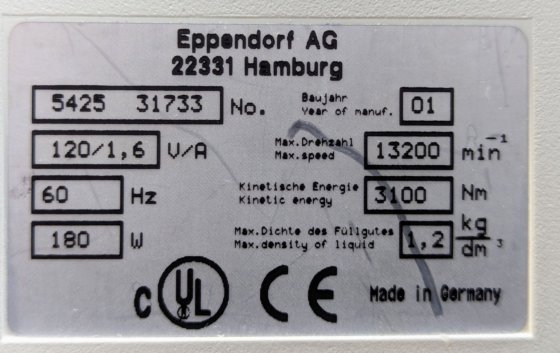 Eppendorf AG
22331 Hamburg
5425 31733 No. Baujahr
Year of manuf. 01
120/1,6 V/A Max.Drehzahl
Max.speed 13200 min⁻¹
60 Hz Kinetische Energie
Kinetic energy 3100 Nm
180 W Max.Dichte des Füllgutes
Max.density of liquid 1,2 kg/dm³
C UL CE Made in Germany